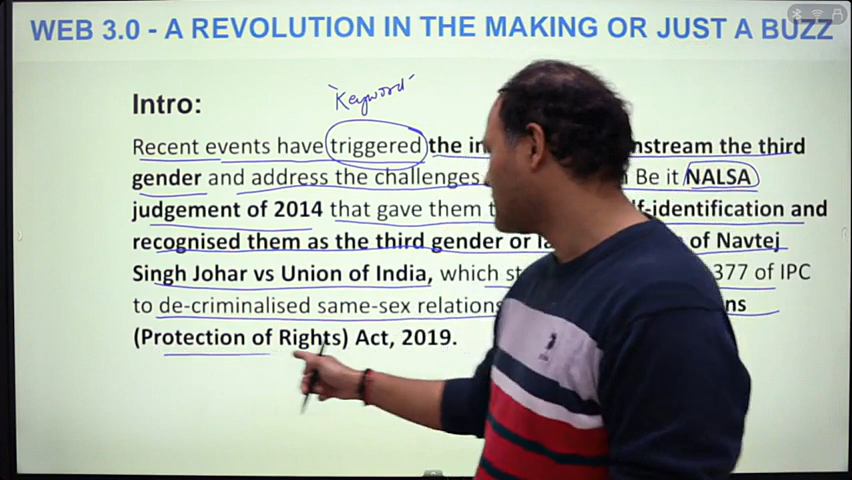 WEB 3.0 - A REVOLUTION IN THE MAKING OR JUST A BUZZ
"Keyword"
Intro:
Recent events have triggered the in nstream the third
gender and address the challenges Be it NALSA
judgement of 2014 that gave them t lf-identification and
recognised them as the third gender or of Navtej
Singh Johar vs Union of India, which st 377 of IPC
to de-criminalised same-sex relations ns
(Protection of Rights) Act, 2019.